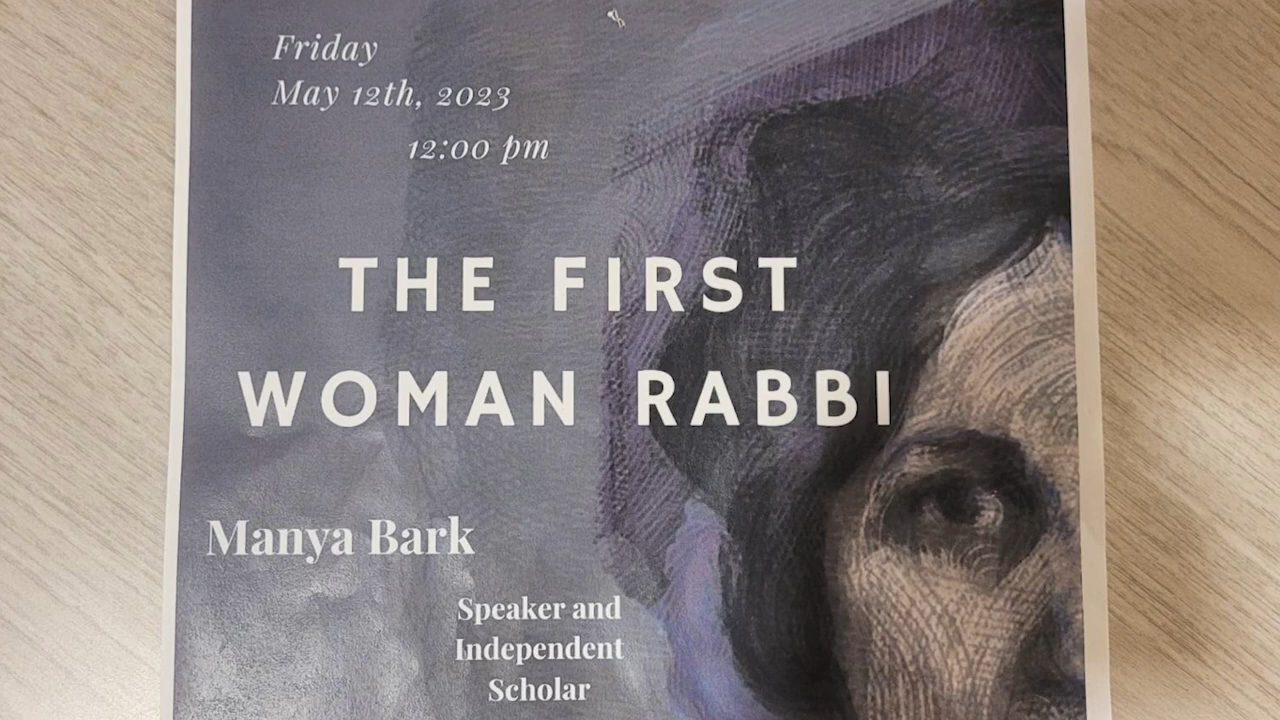 Friday
May 12th, 2023
12:00 pm
THE FIRST
WOMAN RABBI
Manya Bark
Speaker and
Independent
Scholar